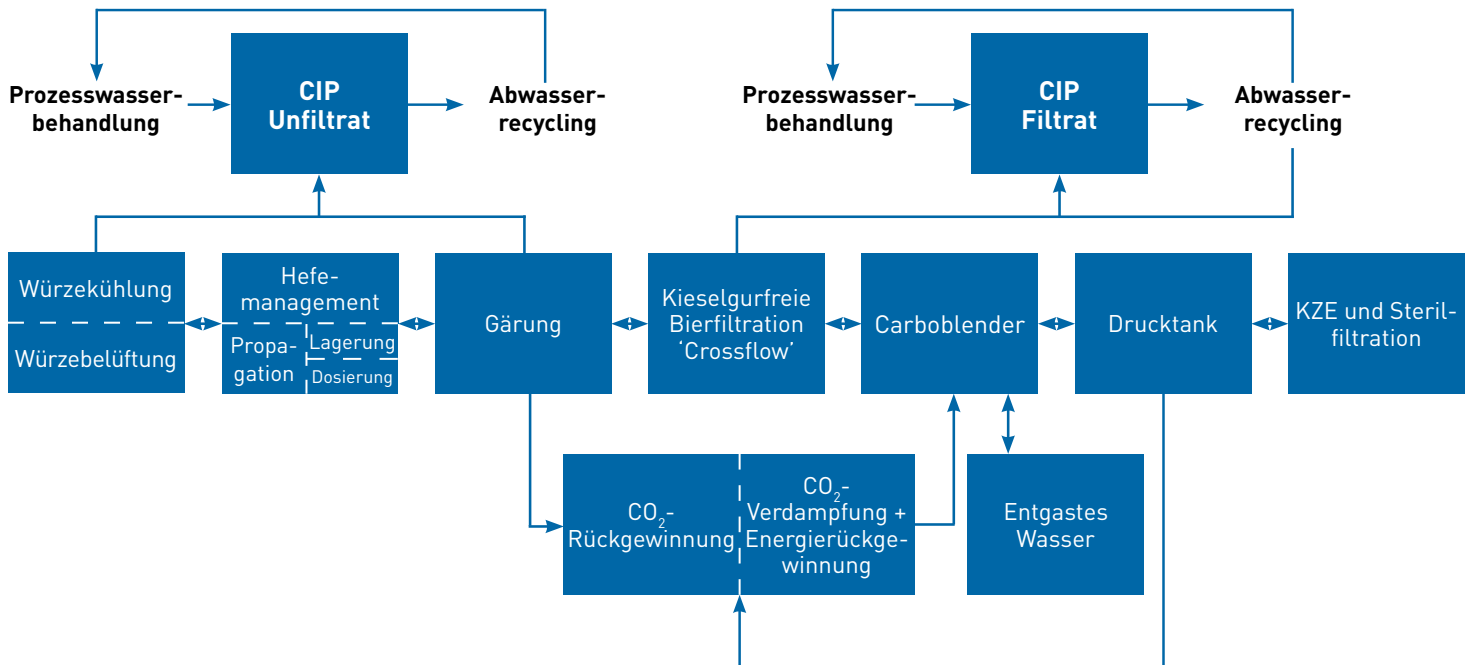 Prozesswasser-
behandlung
CIP
Unfiltrat
Abwasser-
recycling
Prozesswasser-
behandlung
CIP
Filtrat
Abwasser-
recycling
Würzekühlung
Würzebelüftung
Hefe-
management
Propa-
gation
Lagerung
Dosierung
Gärung
Kieselgurfreie
Bierfiltration
‘Crossflow’
Carboblender
Drucktank
KZE und Steril-
filtration
CO₂-
Rückgewinnung
CO₂-
Verdampfung +
Energierückge-
winnung
Entgastes
Wasser